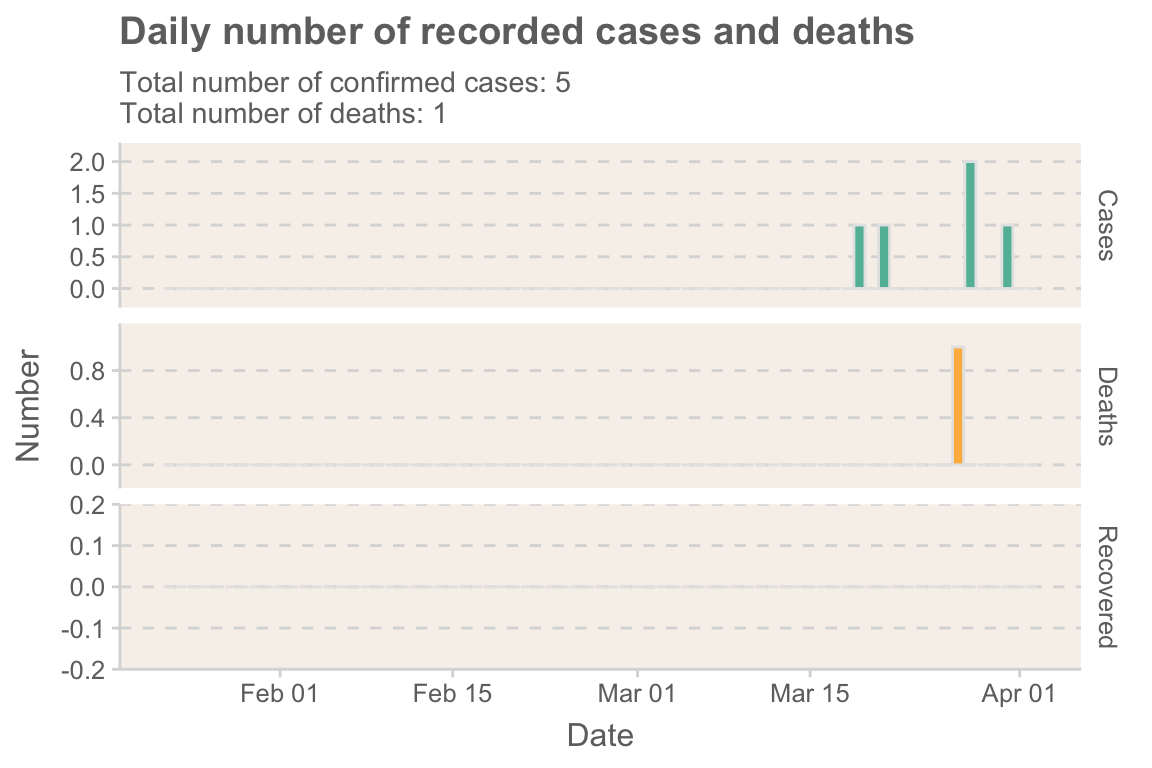 Daily number of recorded cases and deaths
Total number of confirmed cases: 5
Total number of deaths: 1
2.0
1.5
1.0
0.5
0.0
Cases
Number
0.8
0.4
0.0
Deaths
0.2
0.1
0.0
-0.1
-0.2
Recovered
Feb 01 Feb 15 Mar 01 Mar 15 Apr 01
Date